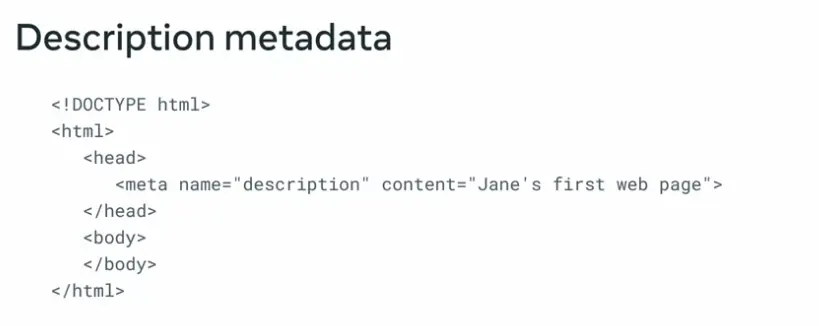 Description metadata
<!DOCTYPE html>
<html>
<head>
<meta name="description" content="Jane's first web page">
</head>
<body>
</body>
</html>